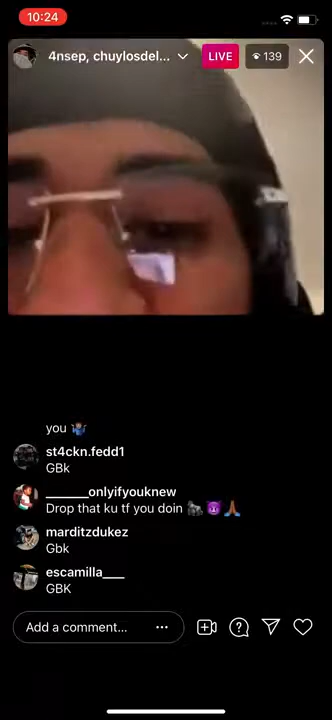 10:24
4nsep, chuylosdel...
LIVE
139
you 🤷🏽‍♂️
st4ckn.fedd1
GBk
______onlyifyouknew
Drop that ku tf you doin 🦍😈🙏🏾
marditzdukez
Gbk
escamilla___
GBK
Add a comment...